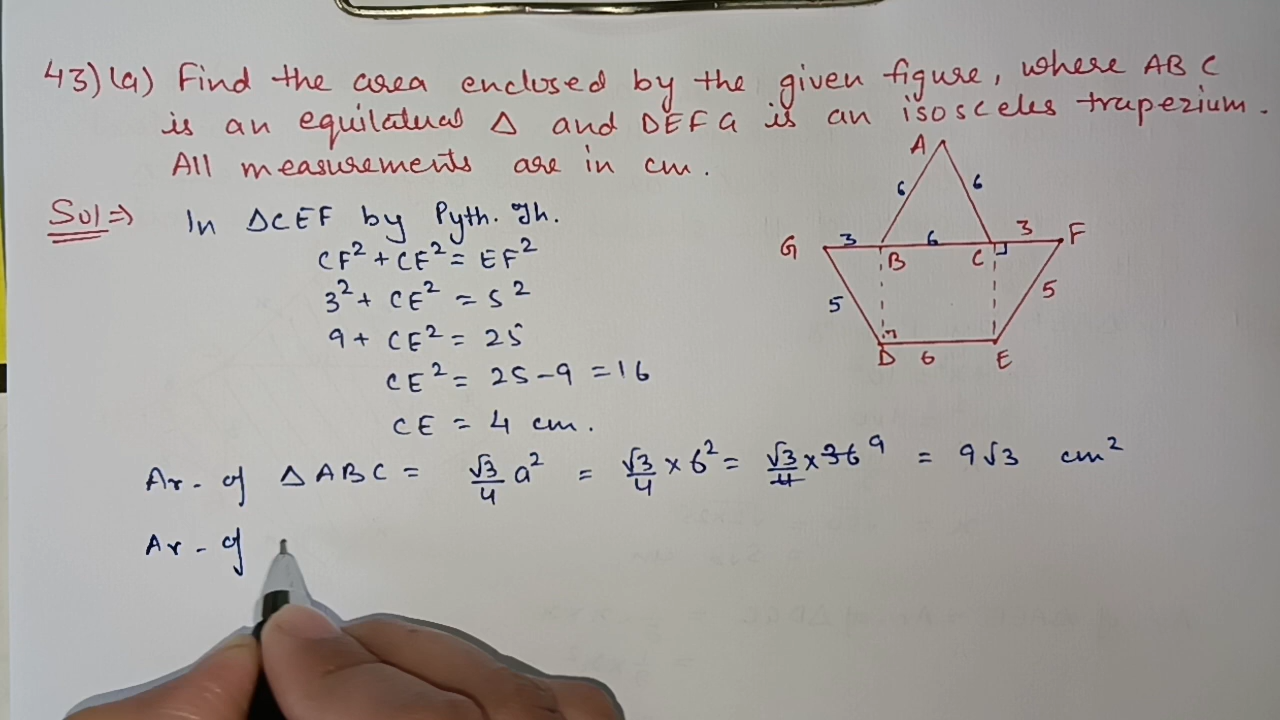 43)(a) Find the area enclosed by the given figure, where ABC
is an equilateral Δ and DEFG is an isosceles trapezium.
All measurements are in cm.
Sol⇒ In ΔCEF by Pyth. Th.
CF² + CE² = EF²
3² + CE² = 5²
9 + CE² = 25
CE² = 25 - 9 = 16
CE = 4 cm.
A
6 6
G 3 B 6 C 3 F
5 5
D 6 E
Ar. of Δ ABC = √3/4 a² = √3/4 × 6² = √3/4 × 36 9 = 9√3 cm²
Ar. of